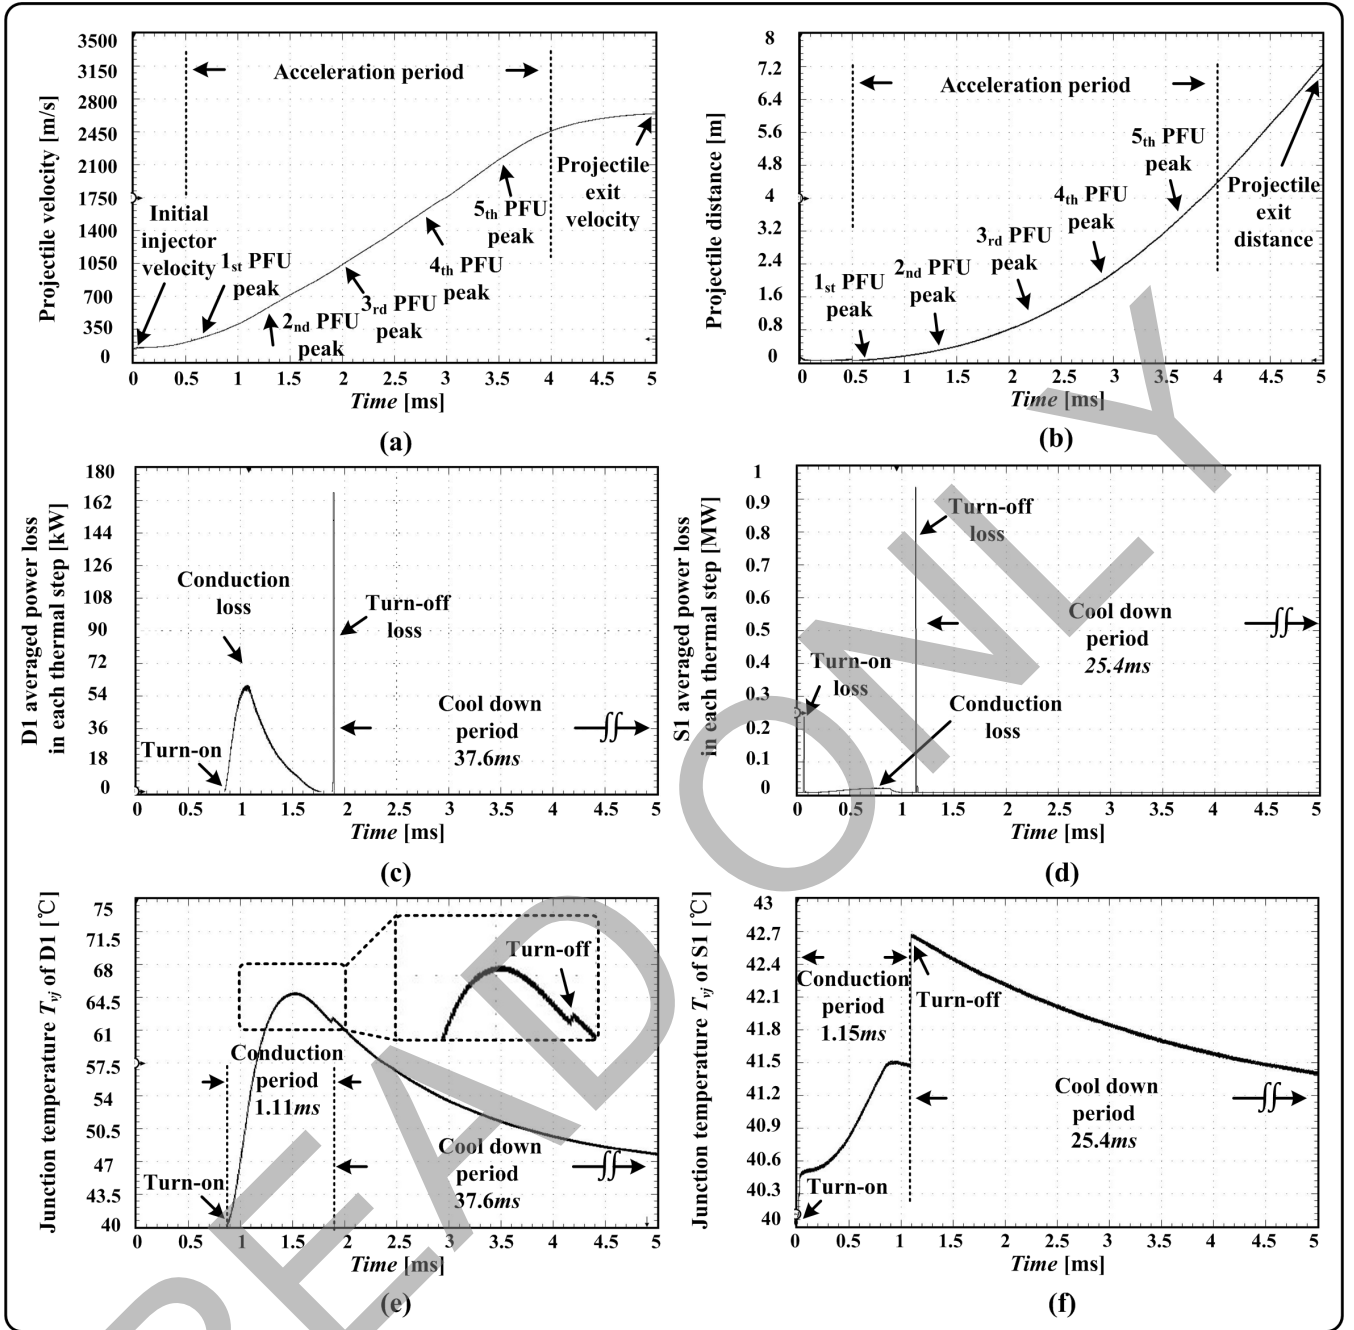 3500
3150
2800
2450
2100
1750
1400
1050
700
350
0
Projectile velocity [m/s]
Acceleration period
Initial
injector
velocity
1st PFU
peak
2nd PFU
peak
3rd PFU
peak
4th PFU
peak
5th PFU
peak
Projectile
exit
velocity
0 0.5 1 1.5 2 2.5 3 3.5 4 4.5 5
Time [ms]
(a)
8
7.2
6.4
5.6
4.8
4
3.2
2.4
1.6
0.8
0
Projectile distance [m]
Acceleration period
1st PFU
peak
2nd PFU
peak
3rd PFU
peak
4th PFU
peak
5th PFU
peak
Projectile
exit
distance
0 0.5 1 1.5 2 2.5 3 3.5 4 4.5 5
Time [ms]
(b)
180
162
144
126
108
90
72
54
36
18
0
D1 averaged power loss
in each thermal step [kW]
Conduction
loss
Turn-off
loss
Turn-on
Cool down
period
37.6ms
0 0.5 1 1.5 2 2.5 3 3.5 4 4.5 5
Time [ms]
(c)
1
0.9
0.8
0.7
0.6
0.5
0.4
0.3
0.2
0.1
0
S1 averaged power loss
in each thermal step [MW]
Turn-off
loss
Cool down
period
25.4ms
Turn-on
loss
Conduction
loss
0 0.5 1 1.5 2 2.5 3 3.5 4 4.5 5
Time [ms]
(d)
75
71.5
68
64.5
61
57.5
54
50.5
47
43.5
40
Junction temperature Tvj of D1 [℃]
Turn-off
Conduction
period
1.11ms
Turn-on
Cool down
period
37.6ms
0 0.5 1 1.5 2 2.5 3 3.5 4 4.5 5
Time [ms]
(e)
43
42.7
42.4
42.1
41.8
41.5
41.2
40.9
40.6
40.3
40
Junction temperature Tvj of S1 [℃]
Conduction
period
1.15ms
Turn-off
Cool down
period
25.4ms
Turn-on
0 0.5 1 1.5 2 2.5 3 3.5 4 4.5 5
Time [ms]
(f)
READ ONLY